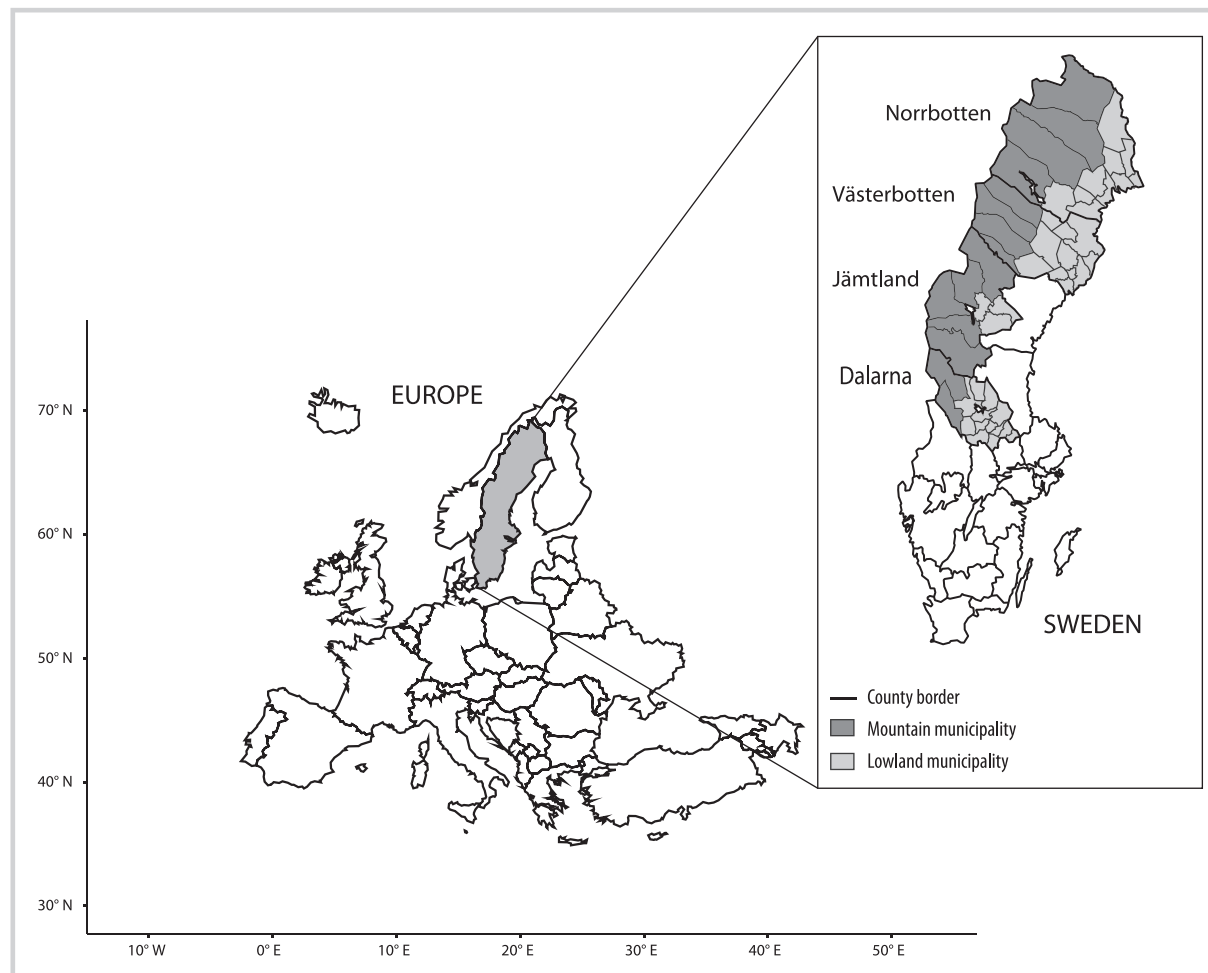 Norrbotten
Västerbotten
Jämtland
Dalarna
SWEDEN
County border
Mountain municipality
Lowland municipality
EUROPE
70° N
60° N
50° N
40° N
30° N
10° W
0° E
10° E
20° E
30° E
40° E
50° E